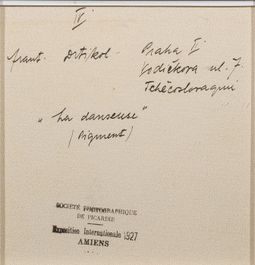 IV
frant. Drtikol. Praha I
Vodičkova ul. 7.
Tchécoslovaquie
„ La danseuse "
(Pigment)
SOCIÉTÉ PHOTOGRAPHIQUE
DE PICARDIE
Exposition Internationale 1927
AMIENS